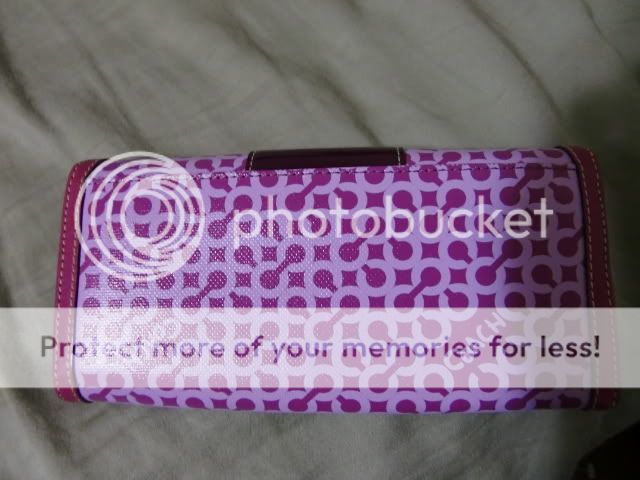 photobucket
Protect more of your memories for less!
COACH